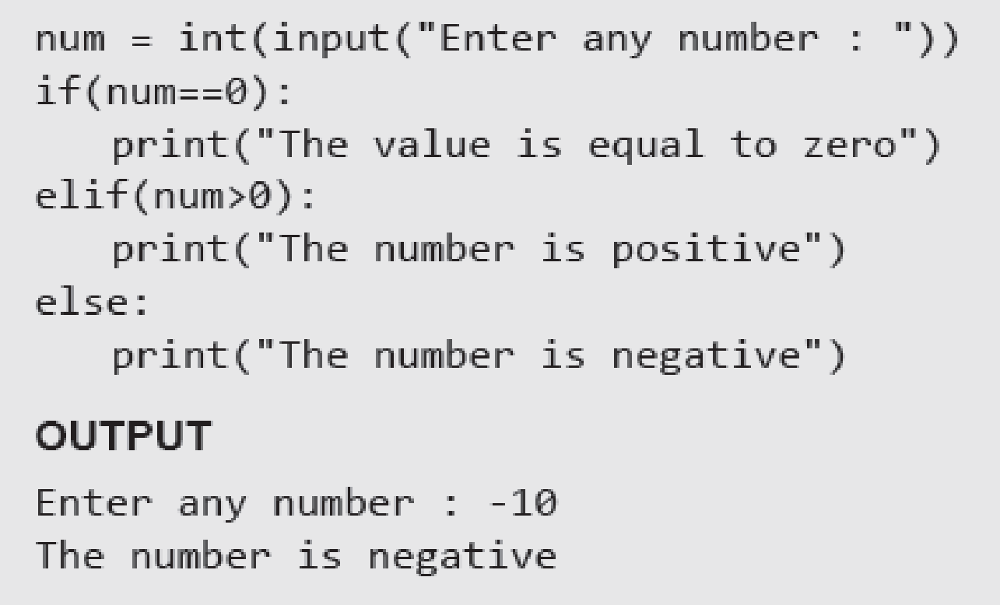 num = int(input("Enter any number : "))
if(num==0):
   print("The value is equal to zero")
elif(num>0):
   print("The number is positive")
else:
   print("The number is negative")
OUTPUT
Enter any number : -10
The number is negative